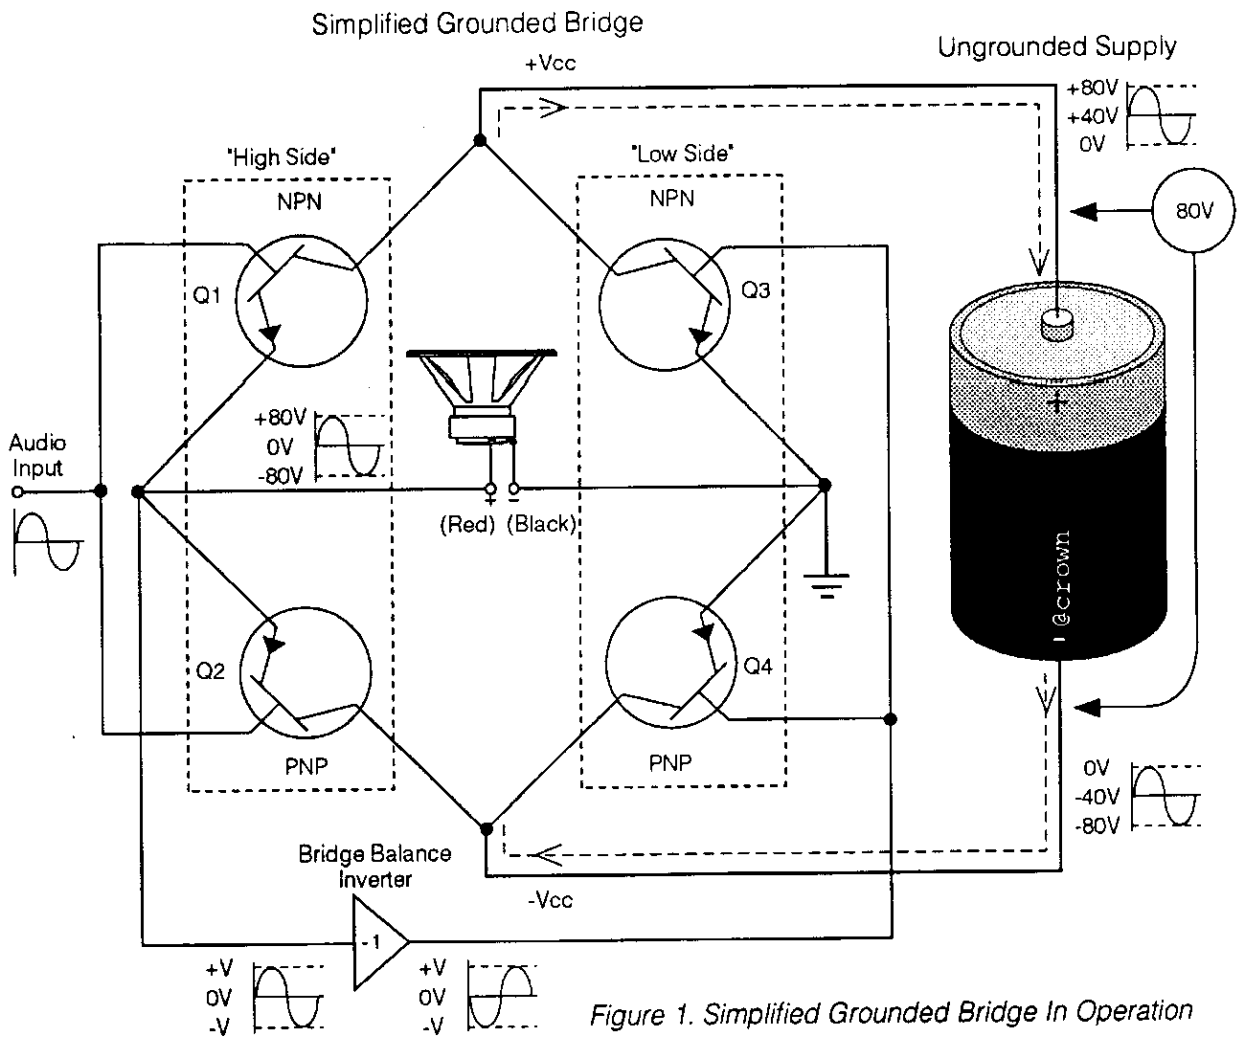 Simplified Grounded Bridge
Ungrounded Supply
+Vcc
+80V
+40V
0V
"High Side"
"Low Side"
NPN
NPN
80V
Q1
Q3
+80V
0V
-80V
+
Audio
Input
+
-
(Red)
(Black)
@crown
-
Q2
Q4
PNP
PNP
0V
-40V
-80V
Bridge Balance
Inverter
-Vcc
-1
+V
0V
-V
+V
0V
-V
Figure 1. Simplified Grounded Bridge In Operation